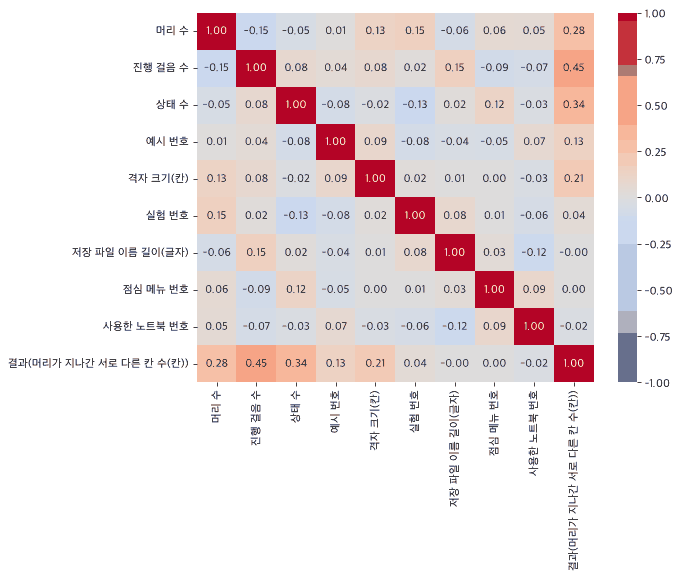 머리 수 1.00 -0.15 -0.05 0.01 0.13 0.15 -0.06 0.06 0.05 0.28
진행 걸음 수 -0.15 1.00 0.08 0.04 0.08 0.02 0.15 -0.09 -0.07 0.45
상태 수 -0.05 0.08 1.00 -0.08 -0.02 -0.13 0.02 0.12 -0.03 0.34
예시 번호 0.01 0.04 -0.08 1.00 0.09 -0.08 -0.04 -0.05 0.07 0.13
격자 크기(칸) 0.13 0.08 -0.02 0.09 1.00 0.02 0.01 0.00 -0.03 0.21
실험 번호 0.15 0.02 -0.13 -0.08 0.02 1.00 0.08 0.01 -0.06 0.04
저장 파일 이름 길이(글자) -0.06 0.15 0.02 -0.04 0.01 0.08 1.00 0.03 -0.12 -0.00
점심 메뉴 번호 0.06 -0.09 0.12 -0.05 0.00 0.01 0.03 1.00 0.09 0.00
사용한 노트북 번호 0.05 -0.07 -0.03 0.07 -0.03 -0.06 -0.12 0.09 1.00 -0.02
결과(머리가 지나간 서로 다른 칸 수(칸)) 0.28 0.45 0.34 0.13 0.21 0.04 -0.00 0.00 -0.02 1.00
머리 수
진행 걸음 수
상태 수
예시 번호
격자 크기(칸)
실험 번호
저장 파일 이름 길이(글자)
점심 메뉴 번호
사용한 노트북 번호
결과(머리가 지나간 서로 다른 칸 수(칸))
1.00
0.75
0.50
0.25
0.00
-0.25
-0.50
-0.75
-1.00